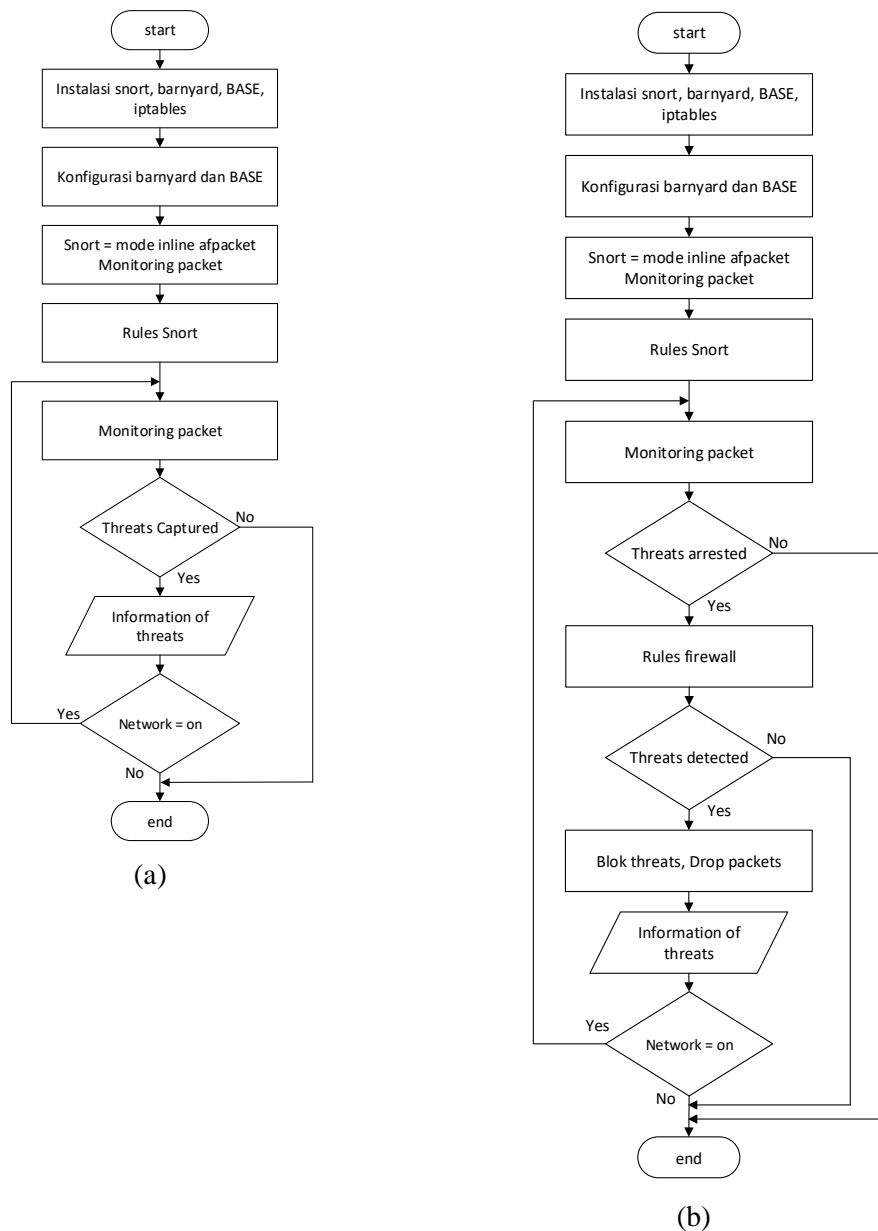 start
Instalasi snort, barnyard, BASE,
iptables
Konfigurasi barnyard dan BASE
Snort = mode inline afpacket
Monitoring packet
Rules Snort
Monitoring packet
Threats Captured
No
Yes
Information of
threats
Yes
Network = on
No
end
(a)
start
Instalasi snort, barnyard, BASE,
iptables
Konfigurasi barnyard dan BASE
Snort = mode inline afpacket
Monitoring packet
Rules Snort
Monitoring packet
Threats arrested
No
Yes
Rules firewall
Threats detected
No
Yes
Blok threats, Drop packets
Information of
threats
Yes
Network = on
No
end
(b)